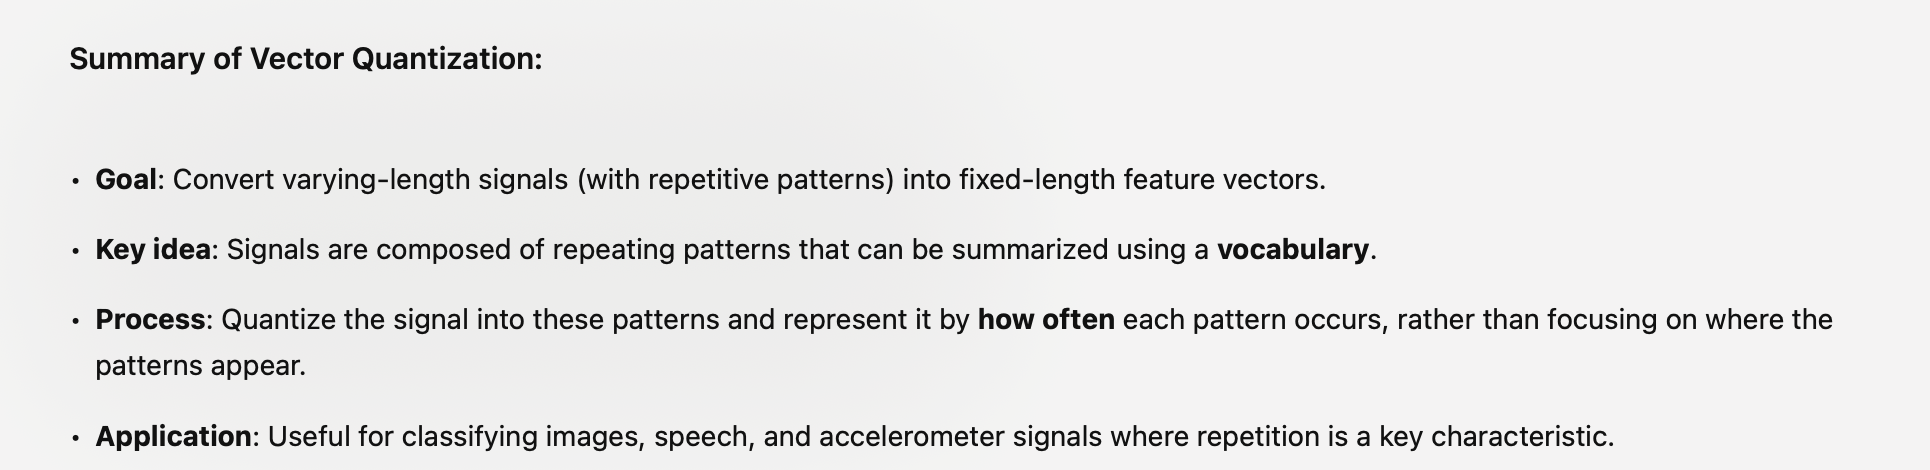 Summary of Vector Quantization:
• Goal: Convert varying-length signals (with repetitive patterns) into fixed-length feature vectors.
• Key idea: Signals are composed of repeating patterns that can be summarized using a vocabulary.
• Process: Quantize the signal into these patterns and represent it by how often each pattern occurs, rather than focusing on where the
patterns appear.
• Application: Useful for classifying images, speech, and accelerometer signals where repetition is a key characteristic.